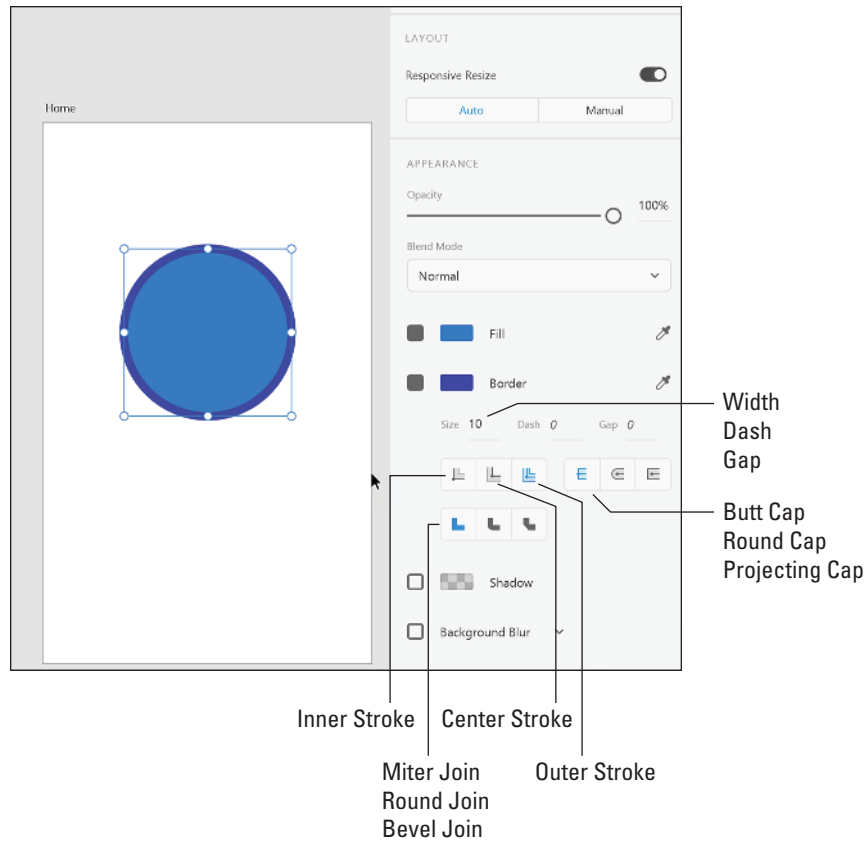 LAYOUT
Responsive Resize
Home
Auto Manual
APPEARANCE
Opacity
100%
Blend Mode
Normal
Fill
Border
Size 10 Dash 0 Gap 0
Width
Dash
Gap
Butt Cap
Round Cap
Projecting Cap
Shadow
Background Blur
Inner Stroke Center Stroke
Miter Join Outer Stroke
Round Join
Bevel Join